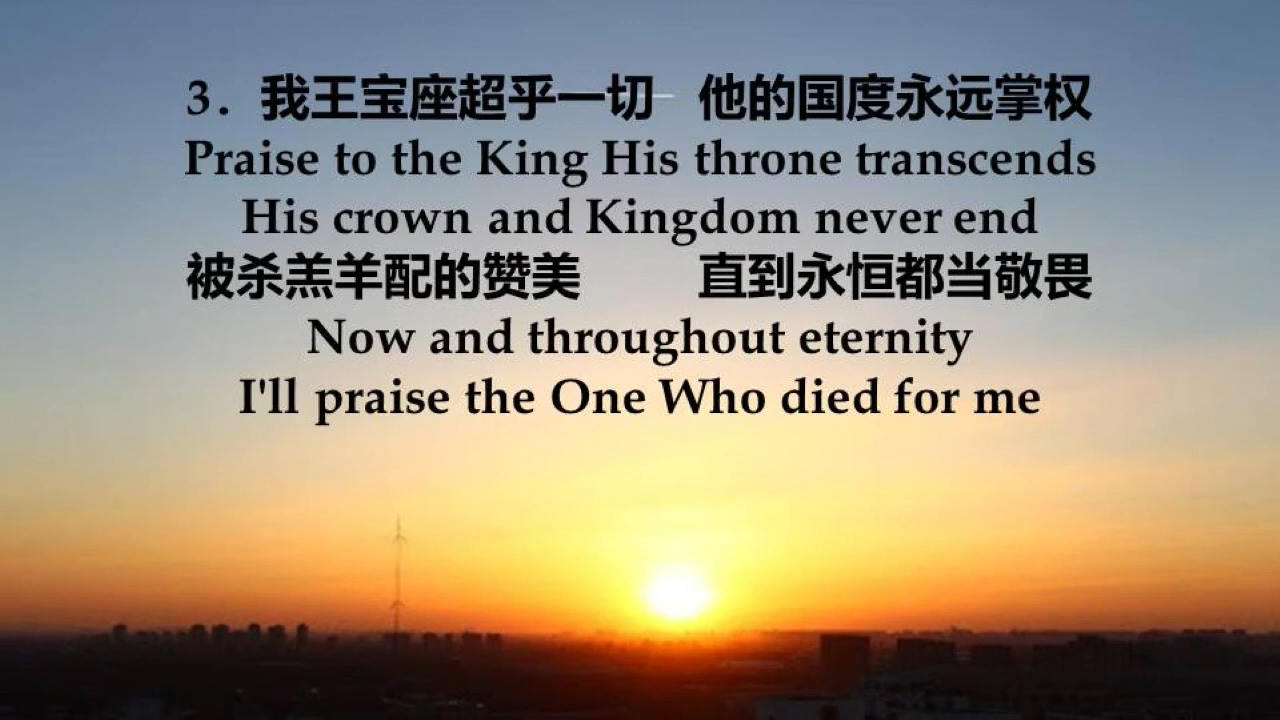 3. 我王宝座超乎一切 他的国度永远掌权
Praise to the King His throne transcends
His crown and Kingdom never end
被杀羔羊配的赞美 直到永恒都当敬畏
Now and throughout eternity
I'll praise the One Who died for me